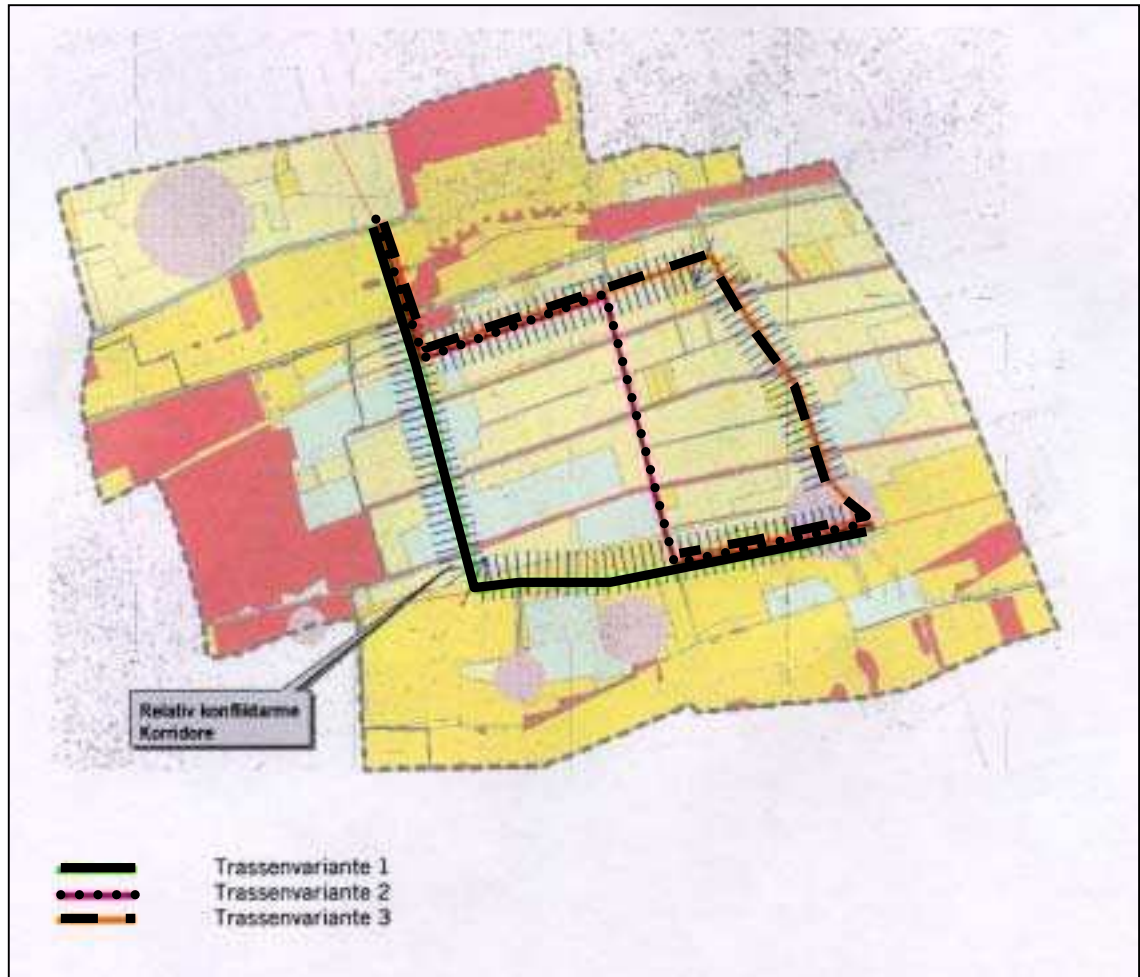 Relativ konfliktarme
Korridore
Trassenvariante 1
Trassenvariante 2
Trassenvariante 3